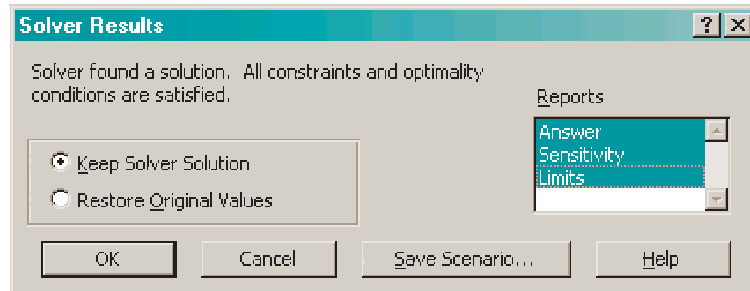 Solver Results
? X
Solver found a solution. All constraints and optimality
conditions are satisfied.
Reports
Answer
Sensitivity
Limits
Keep Solver Solution
Restore Original Values
OK Cancel Save Scenario... Help